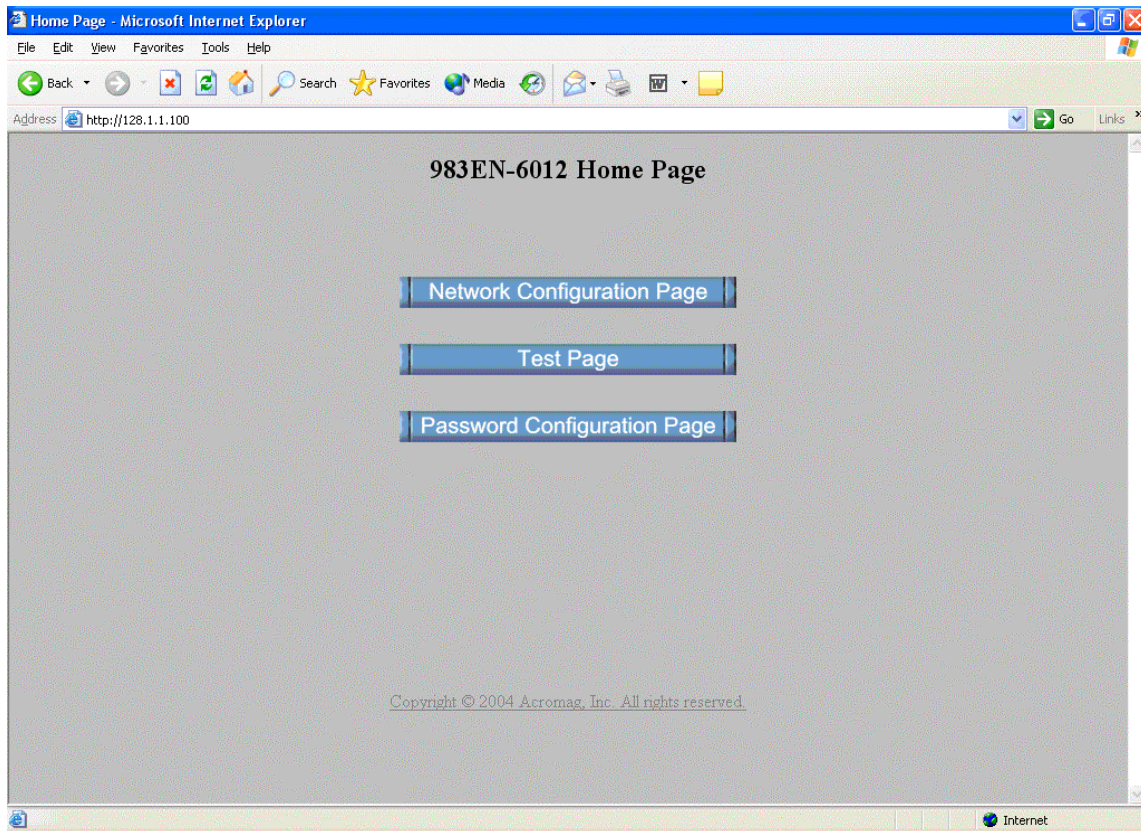 Home Page - Microsoft Internet Explorer
File Edit View Favorites Tools Help
Back Search Favorites Media
Address http://128.1.1.100 Go Links »
983EN-6012 Home Page
Network Configuration Page
Test Page
Password Configuration Page
Copyright © 2004 Acromag, Inc. All rights reserved.
Internet